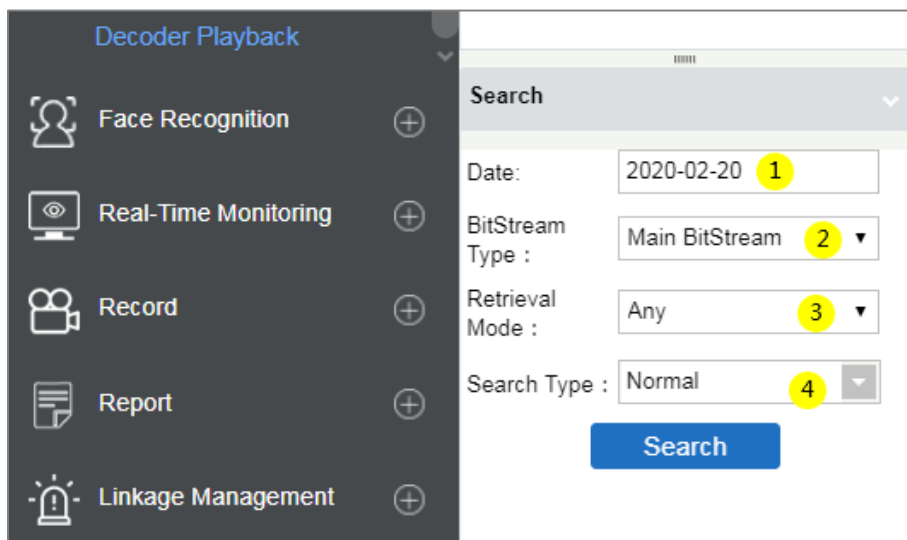 Decoder Playback
Face Recognition
Real-Time Monitoring
Record
Report
Linkage Management
Search
Date:
2020-02-20
1
BitStream
Type :
Main BitStream
2
Retrieval
Mode :
Any
3
Search Type :
Normal
4
Search